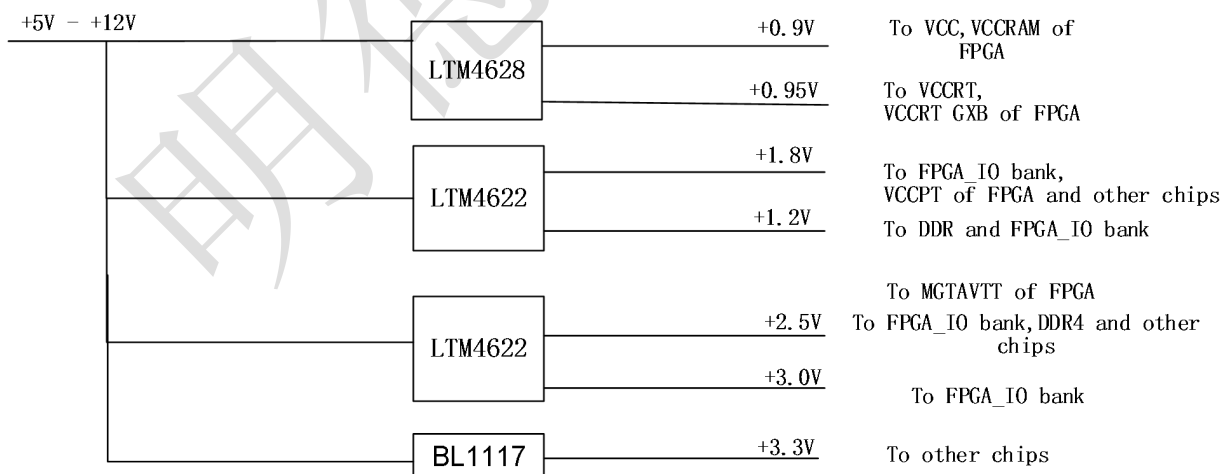 +5V - +12V
LTM4628
+0.9V
To VCC,VCCRAM of
FPGA
+0.95V
To VCCRT,
VCCRT GXB of FPGA
LTM4622
+1.8V
To FPGA_IO bank,
VCCPT of FPGA and other chips
+1.2V
To DDR and FPGA_IO bank
To MGTAVTT of FPGA
LTM4622
+2.5V
To FPGA_IO bank,DDR4 and other
chips
+3.0V
To FPGA_IO bank
BL1117
+3.3V
To other chips
明德